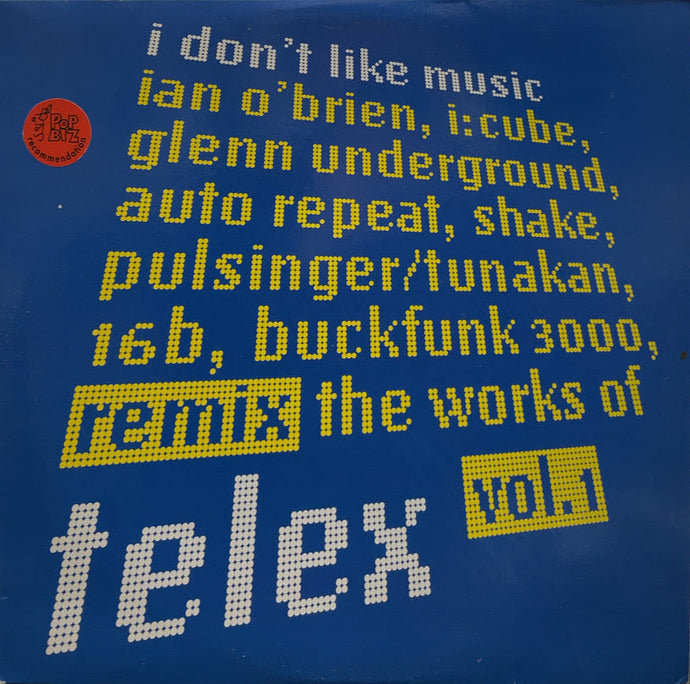 i don't like music
ian o'brien, i:cube,
glenn underground,
auto repeat, shake,
pulsinger/tunakan,
16b, buckfunk 3000,
remix the works of
telex vol.1
POP
BIZ
recommendation